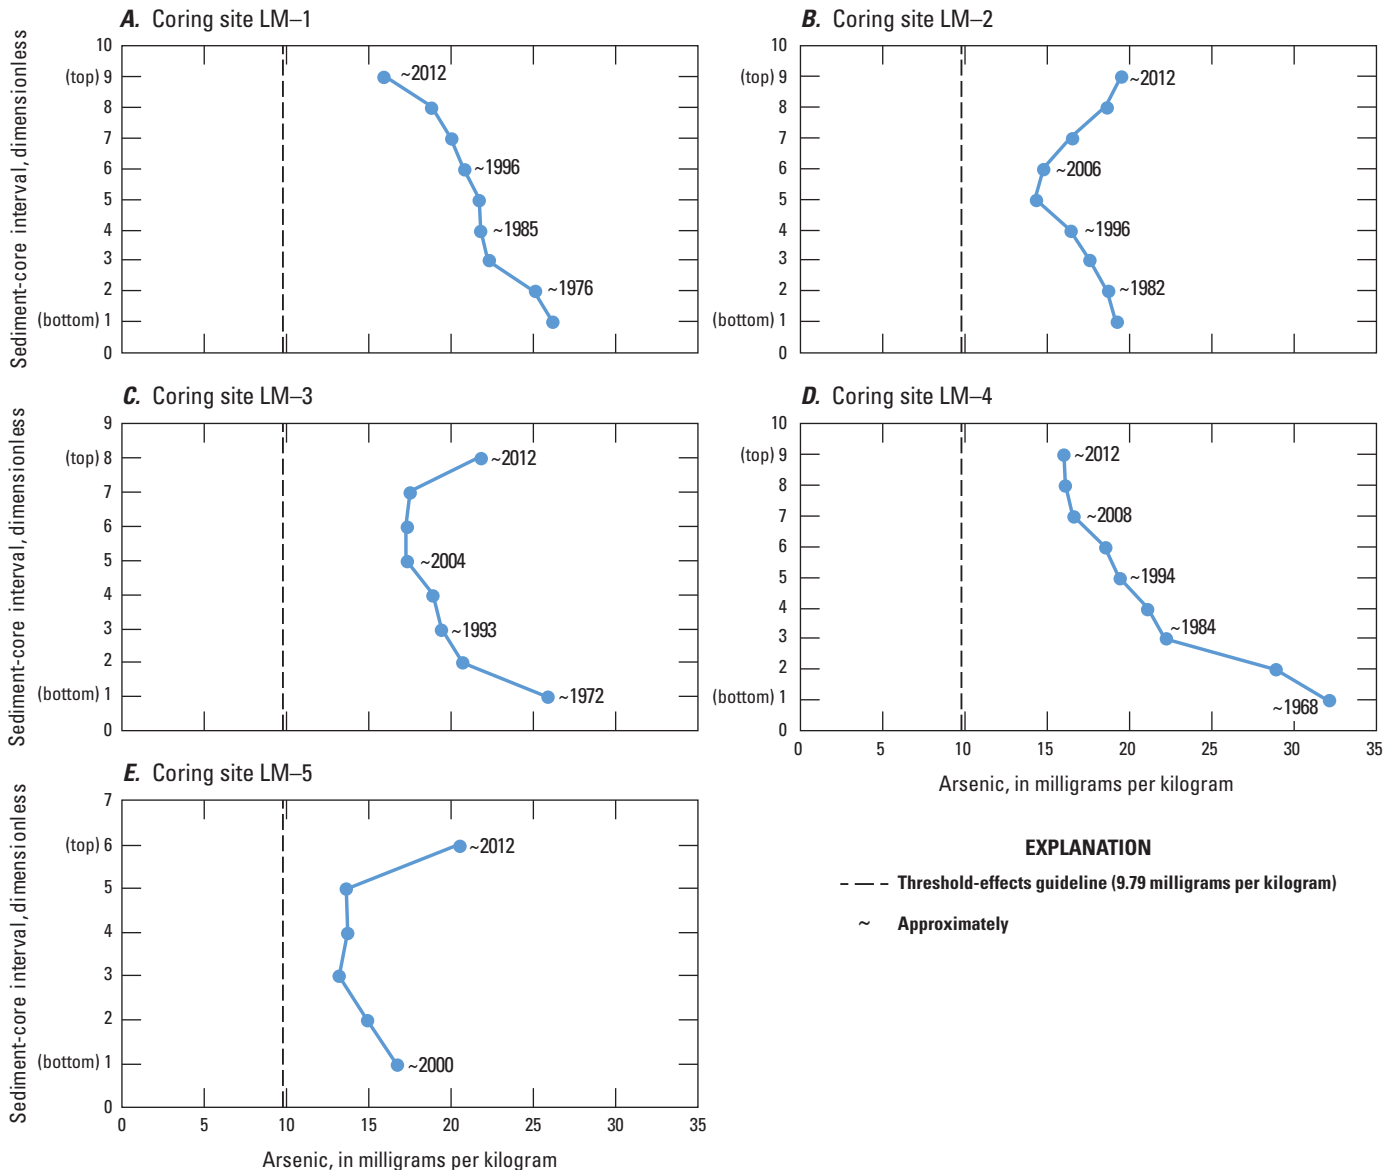 A. Coring site LM–1
Sediment-core interval, dimensionless
10
(top) 9
8
7
6
5
4
3
2
(bottom) 1
0
~2012
~1996
~1985
~1976
B. Coring site LM–2
10
(top) 9
8
7
6
5
4
3
2
(bottom) 1
0
~2012
~2006
~1996
~1982
C. Coring site LM–3
Sediment-core interval, dimensionless
9
(top) 8
7
6
5
4
3
2
(bottom) 1
0
~2012
~2004
~1993
~1972
D. Coring site LM–4
10
(top) 9
8
7
6
5
4
3
2
(bottom) 1
0
~2012
~2008
~1994
~1984
~1968
0 5 10 15 20 25 30 35
Arsenic, in milligrams per kilogram
E. Coring site LM–5
Sediment-core interval, dimensionless
7
(top) 6
5
4
3
2
(bottom) 1
0
~2012
~2000
0 5 10 15 20 25 30 35
Arsenic, in milligrams per kilogram
EXPLANATION
Threshold-effects guideline (9.79 milligrams per kilogram)
~ Approximately